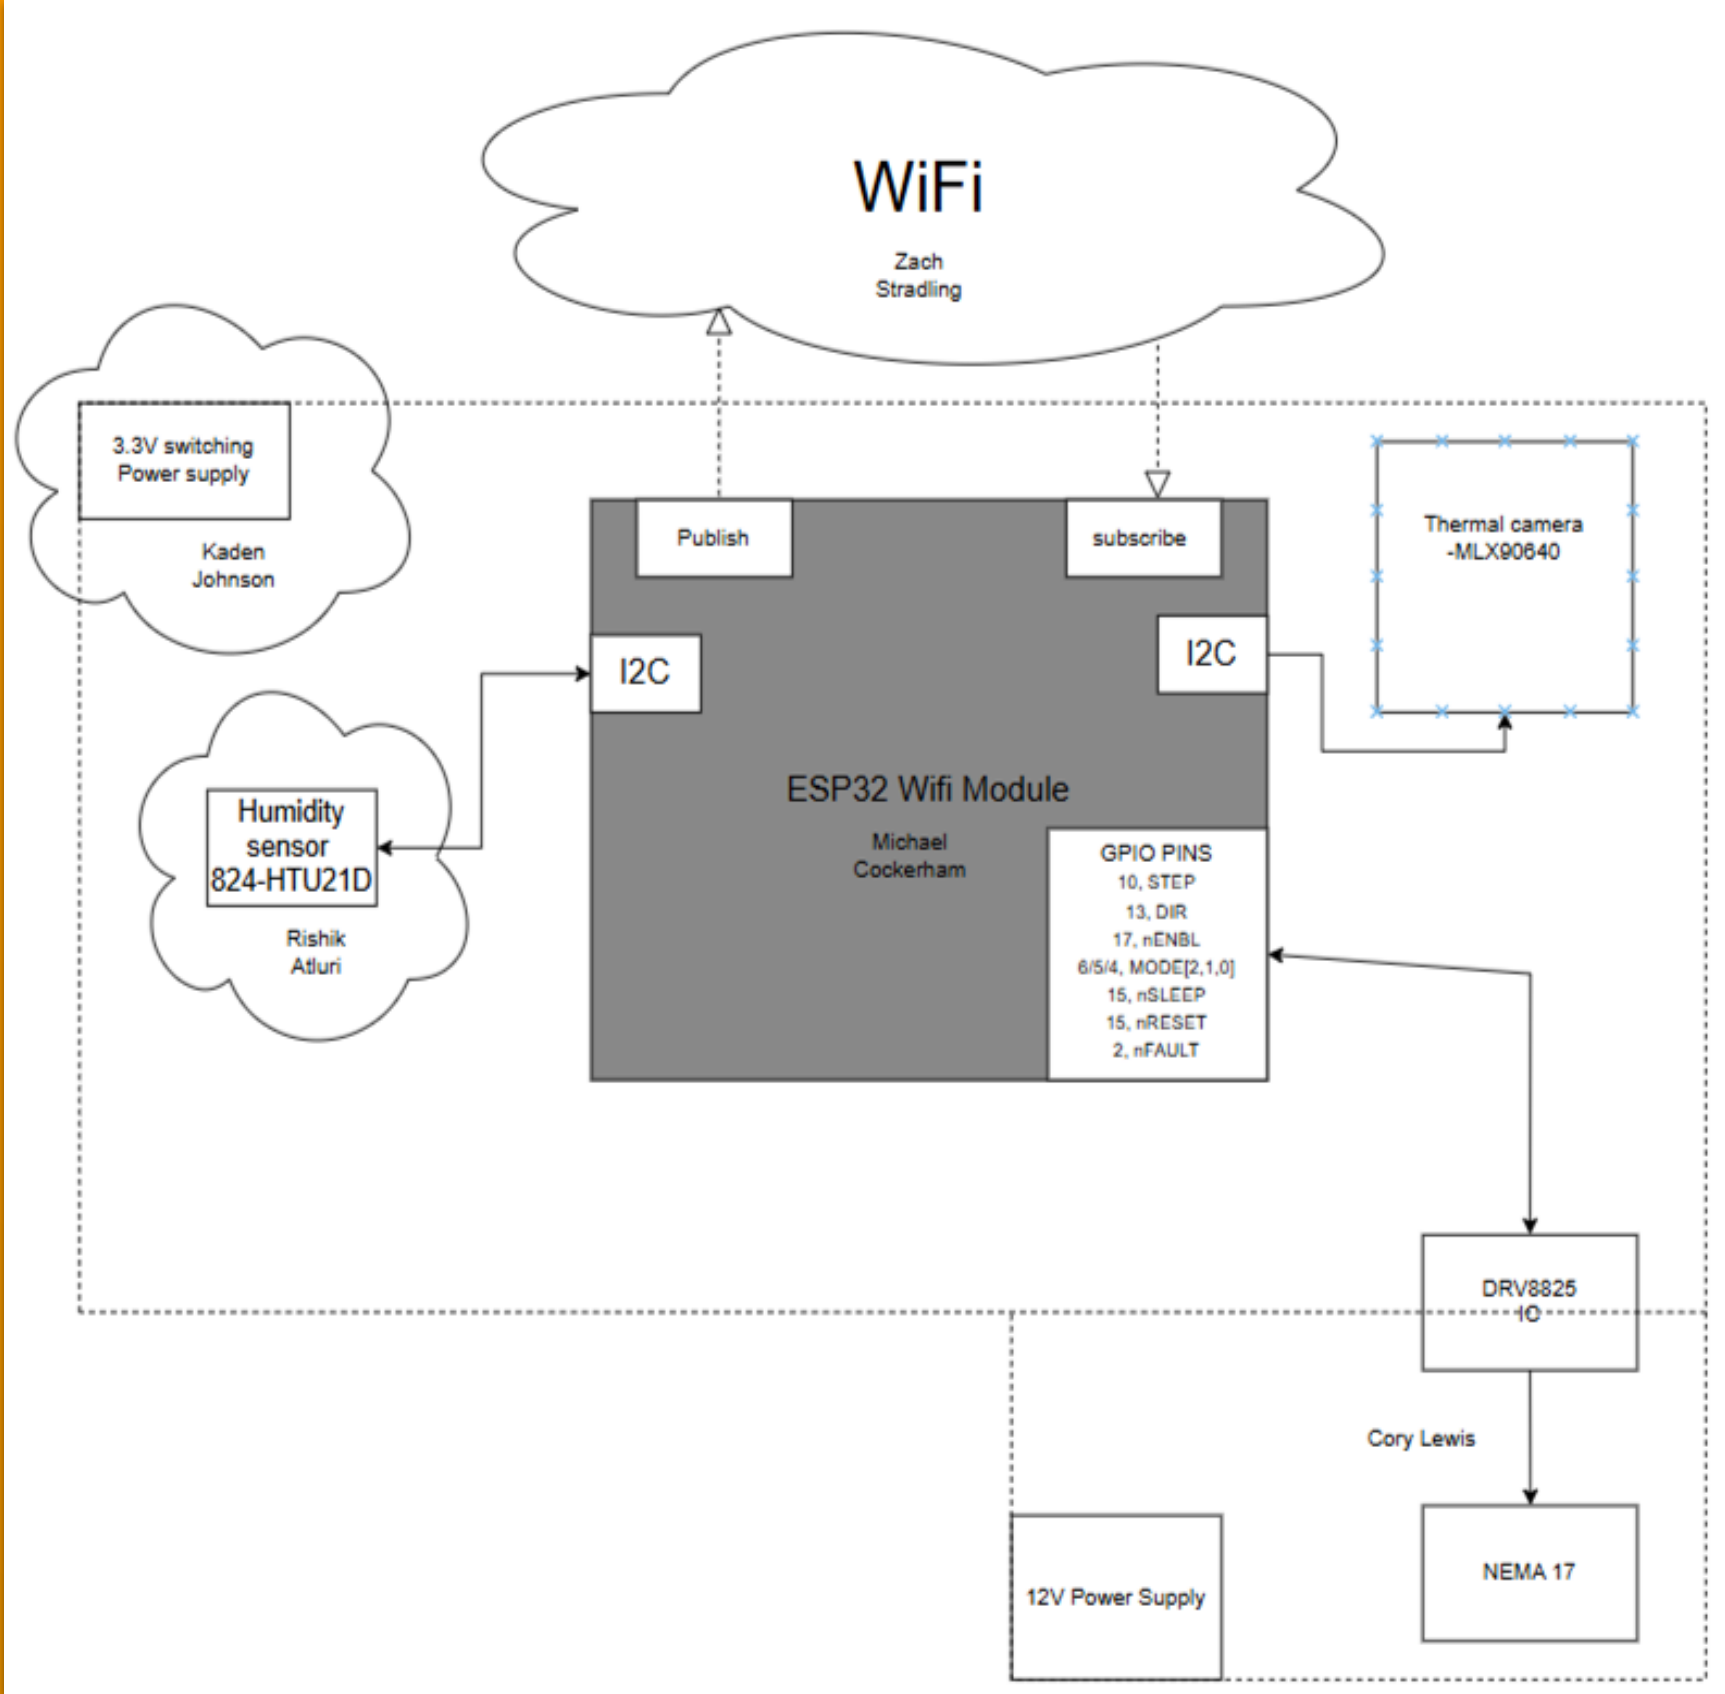 WiFi
Zach
Stradling
3.3V switching
Power supply
Kaden
Johnson
Publish
subscribe
Thermal camera
-MLX90640
I2C
I2C
Humidity
sensor
824-HTU21D
Rishik
Atluri
ESP32 Wifi Module
Michael
Cockerham
GPIO PINS
10, STEP
13, DIR
17, nENBL
6/5/4, MODE[2,1,0]
15, nSLEEP
15, nRESET
2, nFAULT
DRV8825
IC
Cory Lewis
12V Power Supply
NEMA 17